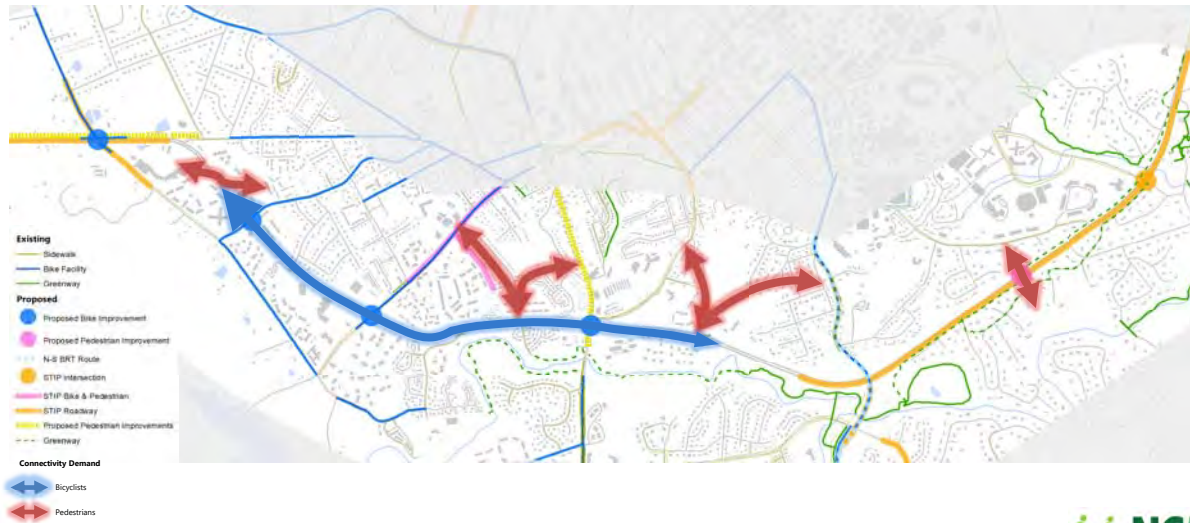 Existing
Sidewalk
Bike Facility
Greenway
Proposed
Proposed Bike Improvement
Proposed Pedestrian Improvement
N-S BRT Route
STIP Intersection
STIP Bike & Pedestrian
STIP Roadway
Proposed Pedestrian Improvements
Greenway
Connectivity Demand
Bicyclists
Pedestrians